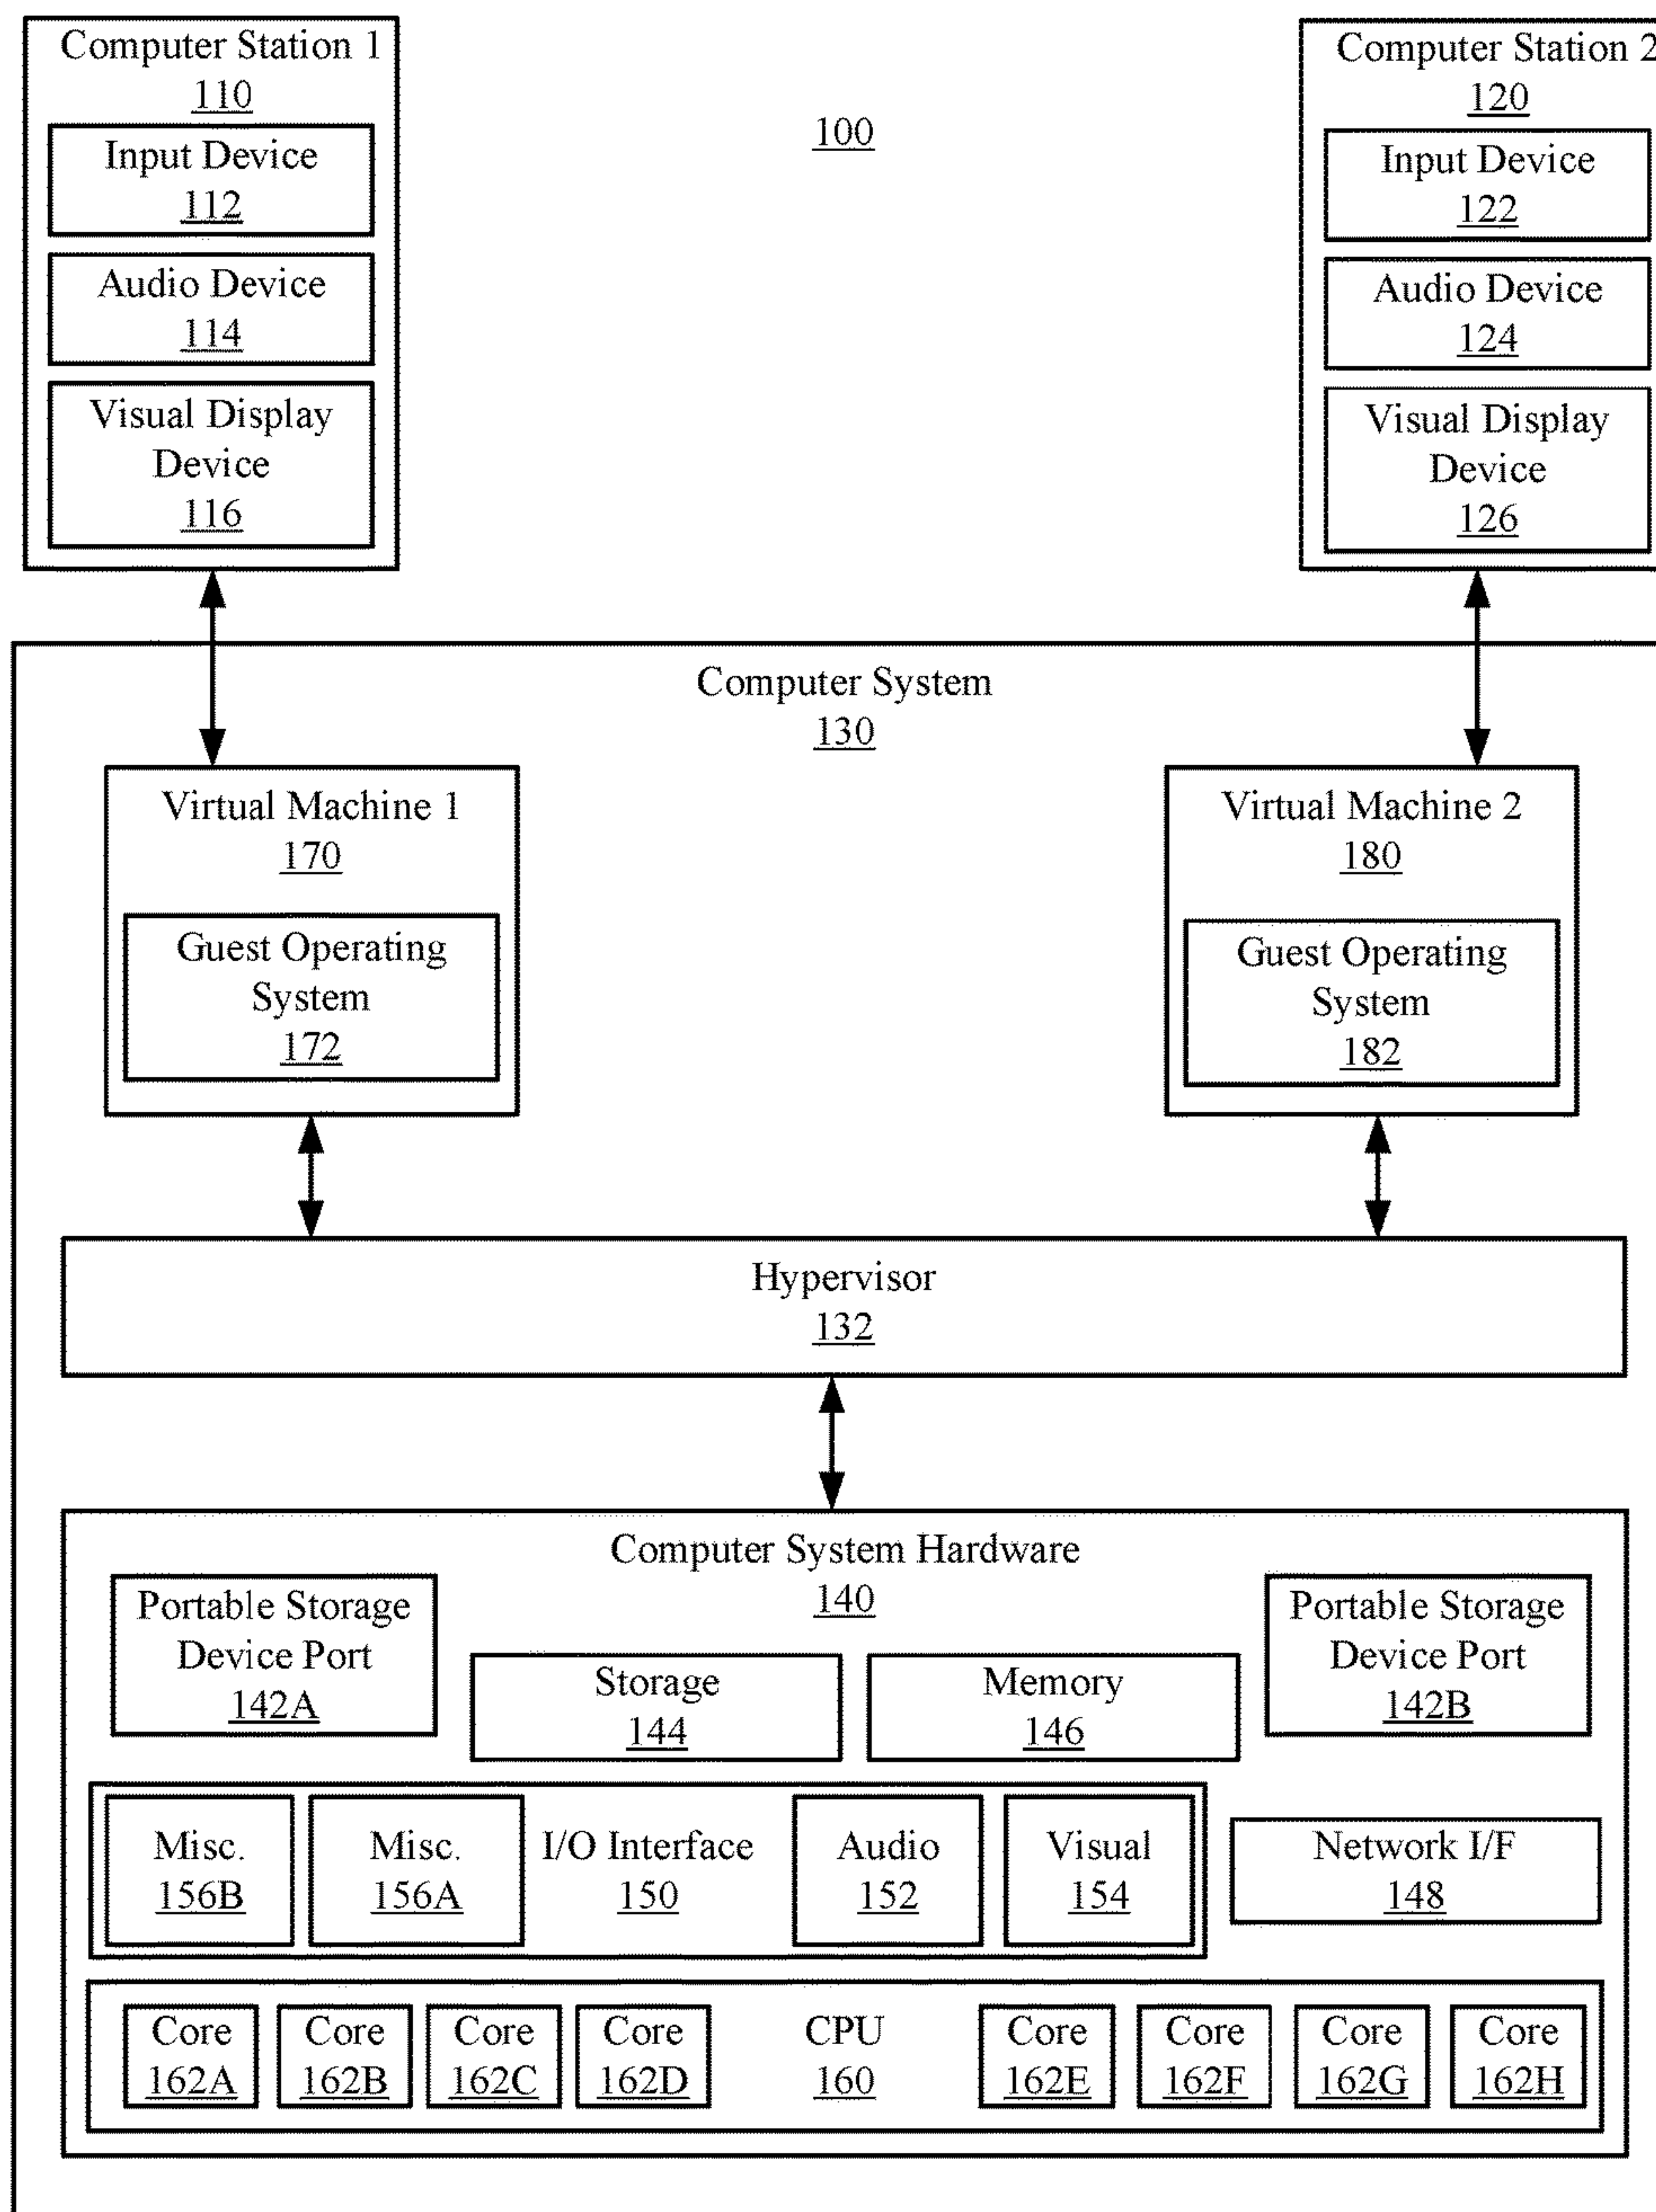 Computer Station 1
110
Input Device
112
Audio Device
114
Visual Display
Device
116
100
Computer Station 2
120
Input Device
122
Audio Device
124
Visual Display
Device
126
Computer System
130
Virtual Machine 1
170
Guest Operating
System
172
Virtual Machine 2
180
Guest Operating
System
182
Hypervisor
132
Computer System Hardware
140
Portable Storage
Device Port
142A
Storage
144
Memory
146
Portable Storage
Device Port
142B
Misc.
156B
Misc.
156A
I/O Interface
150
Audio
152
Visual
154
Network I/F
148
Core
162A
Core
162B
Core
162C
Core
162D
CPU
160
Core
162E
Core
162F
Core
162G
Core
162H